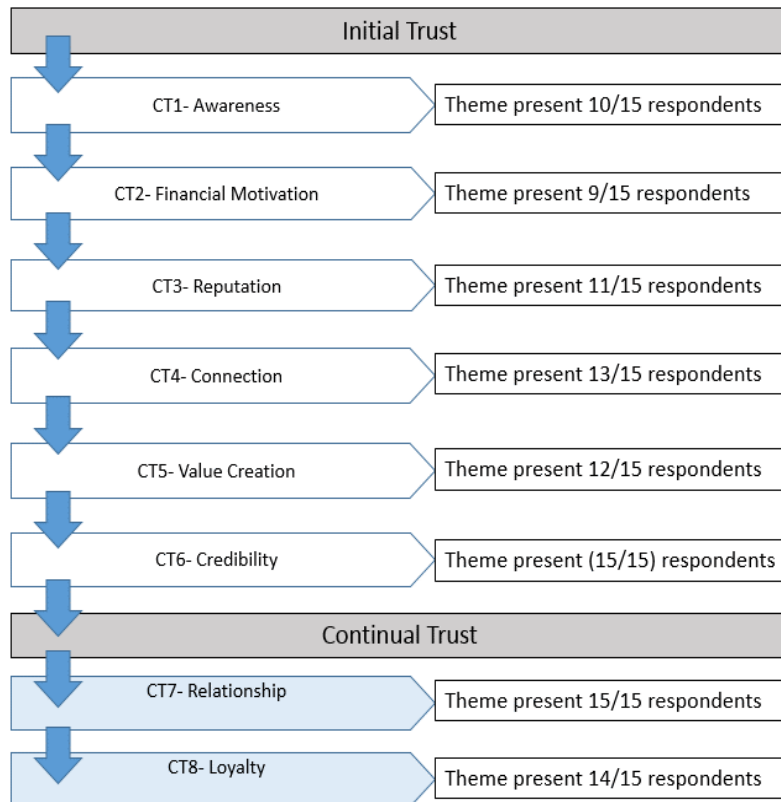 Initial Trust
CT1- Awareness
Theme present 10/15 respondents
CT2- Financial Motivation
Theme present 9/15 respondents
CT3- Reputation
Theme present 11/15 respondents
CT4- Connection
Theme present 13/15 respondents
CT5- Value Creation
Theme present 12/15 respondents
CT6- Credibility
Theme present (15/15) respondents
Continual Trust
CT7- Relationship
Theme present 15/15 respondents
CT8- Loyalty
Theme present 14/15 respondents